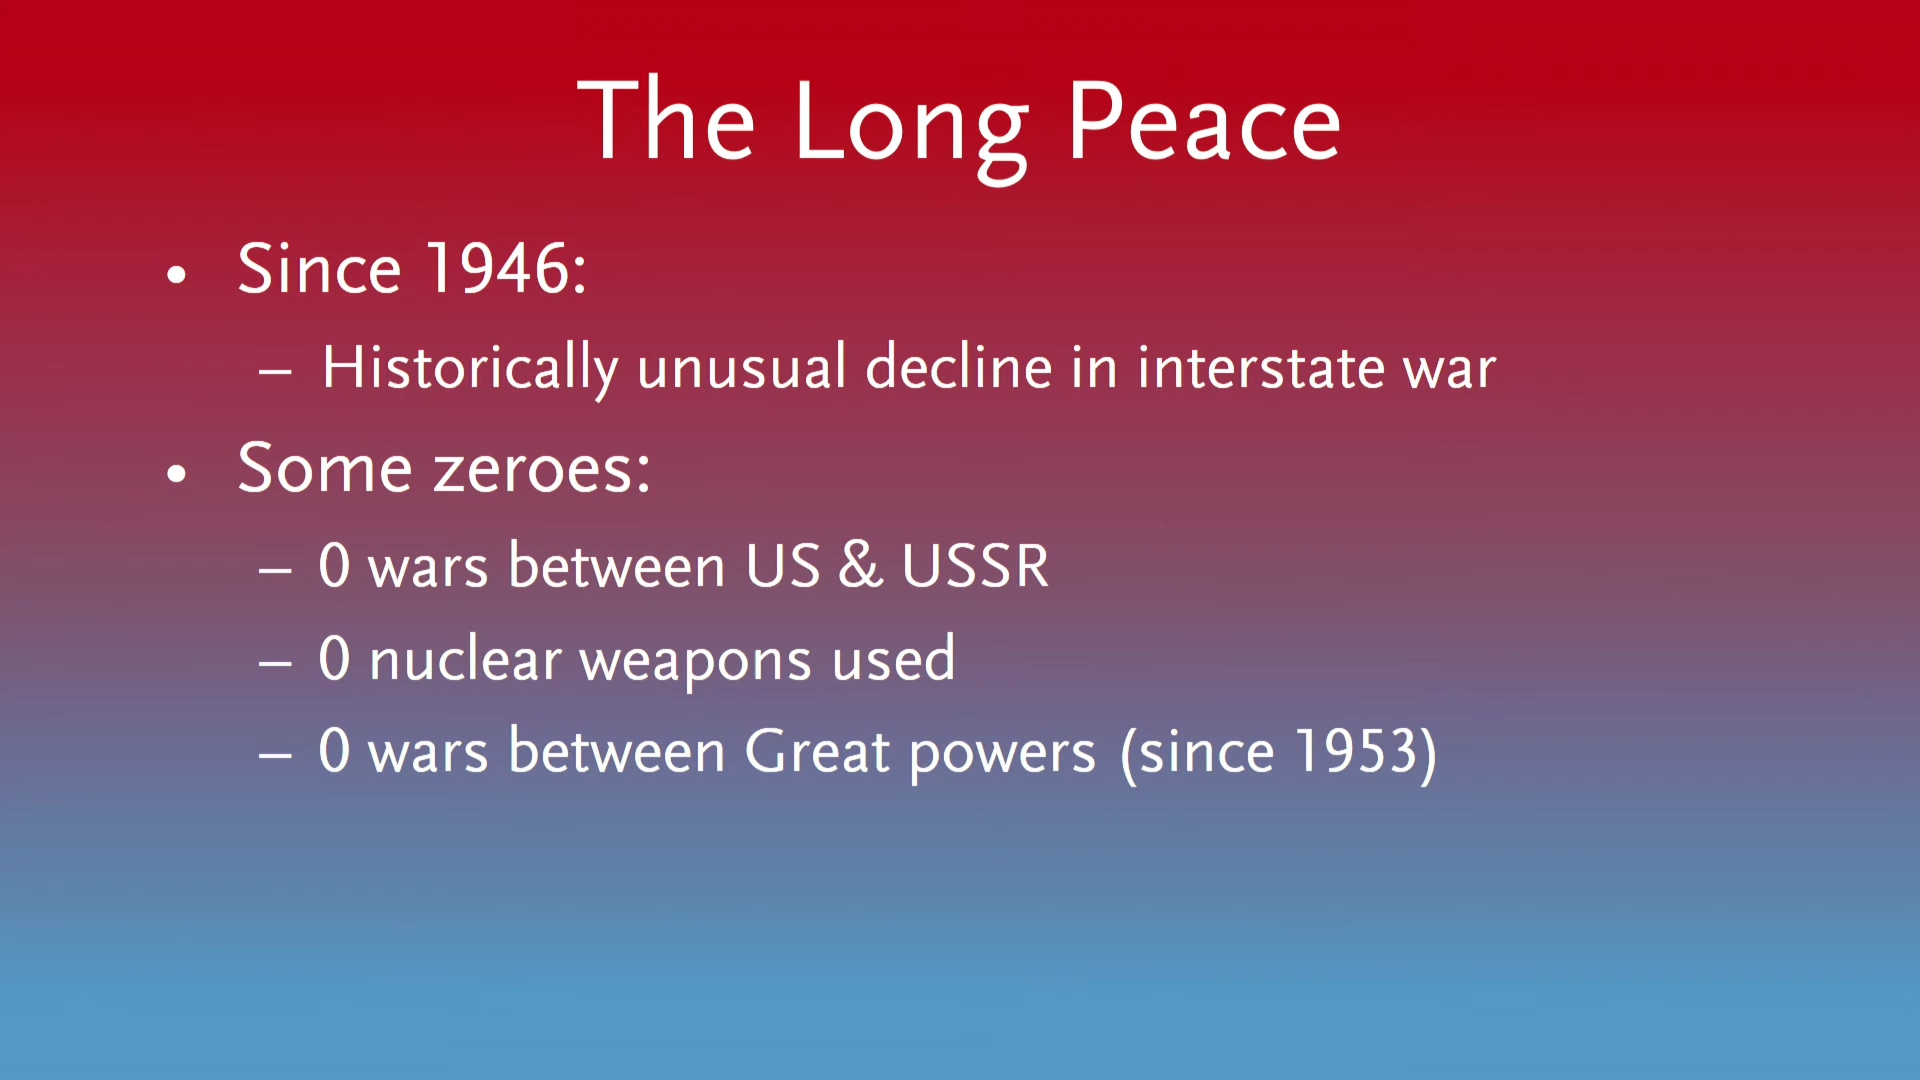 The Long Peace
• Since 1946:
– Historically unusual decline in interstate war
• Some zeroes:
– 0 wars between US & USSR
– 0 nuclear weapons used
– 0 wars between Great powers (since 1953)